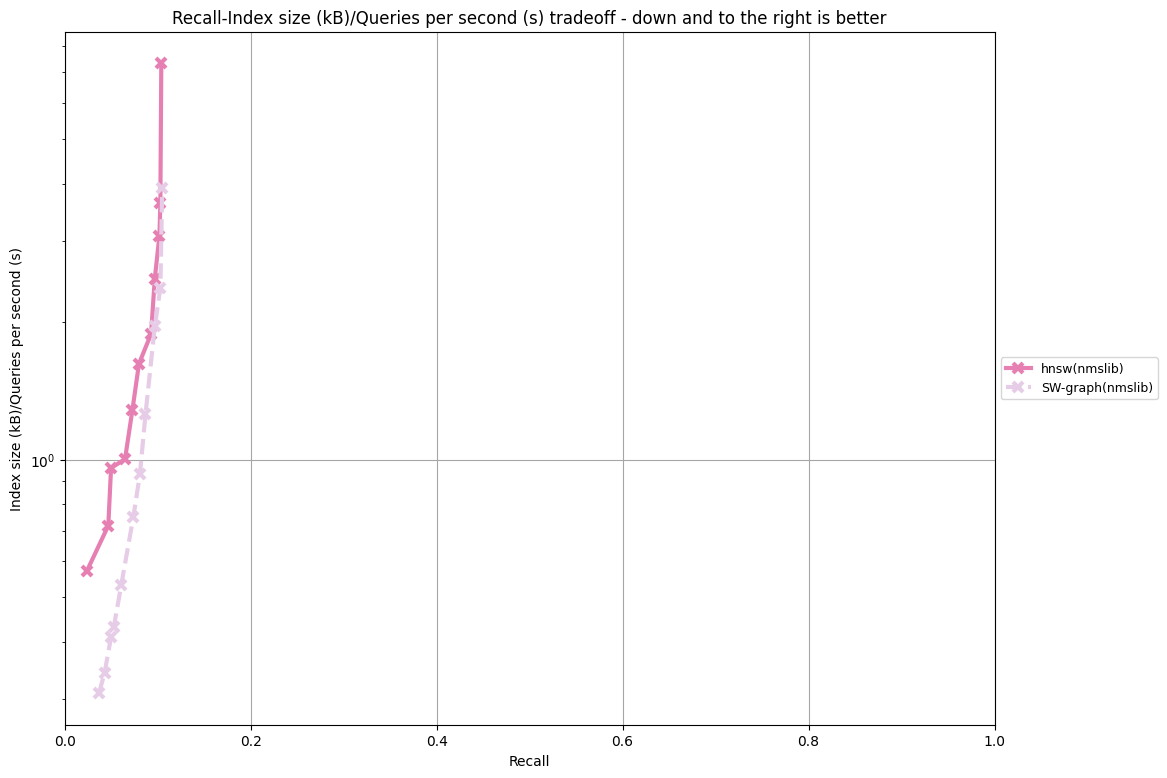 Recall-Index size (kB)/Queries per second (s) tradeoff - down and to the right is better
Index size (kB)/Queries per second (s)
10⁰
0.0 0.2 0.4 0.6 0.8 1.0
Recall
hnsw(nmslib)
SW-graph(nmslib)